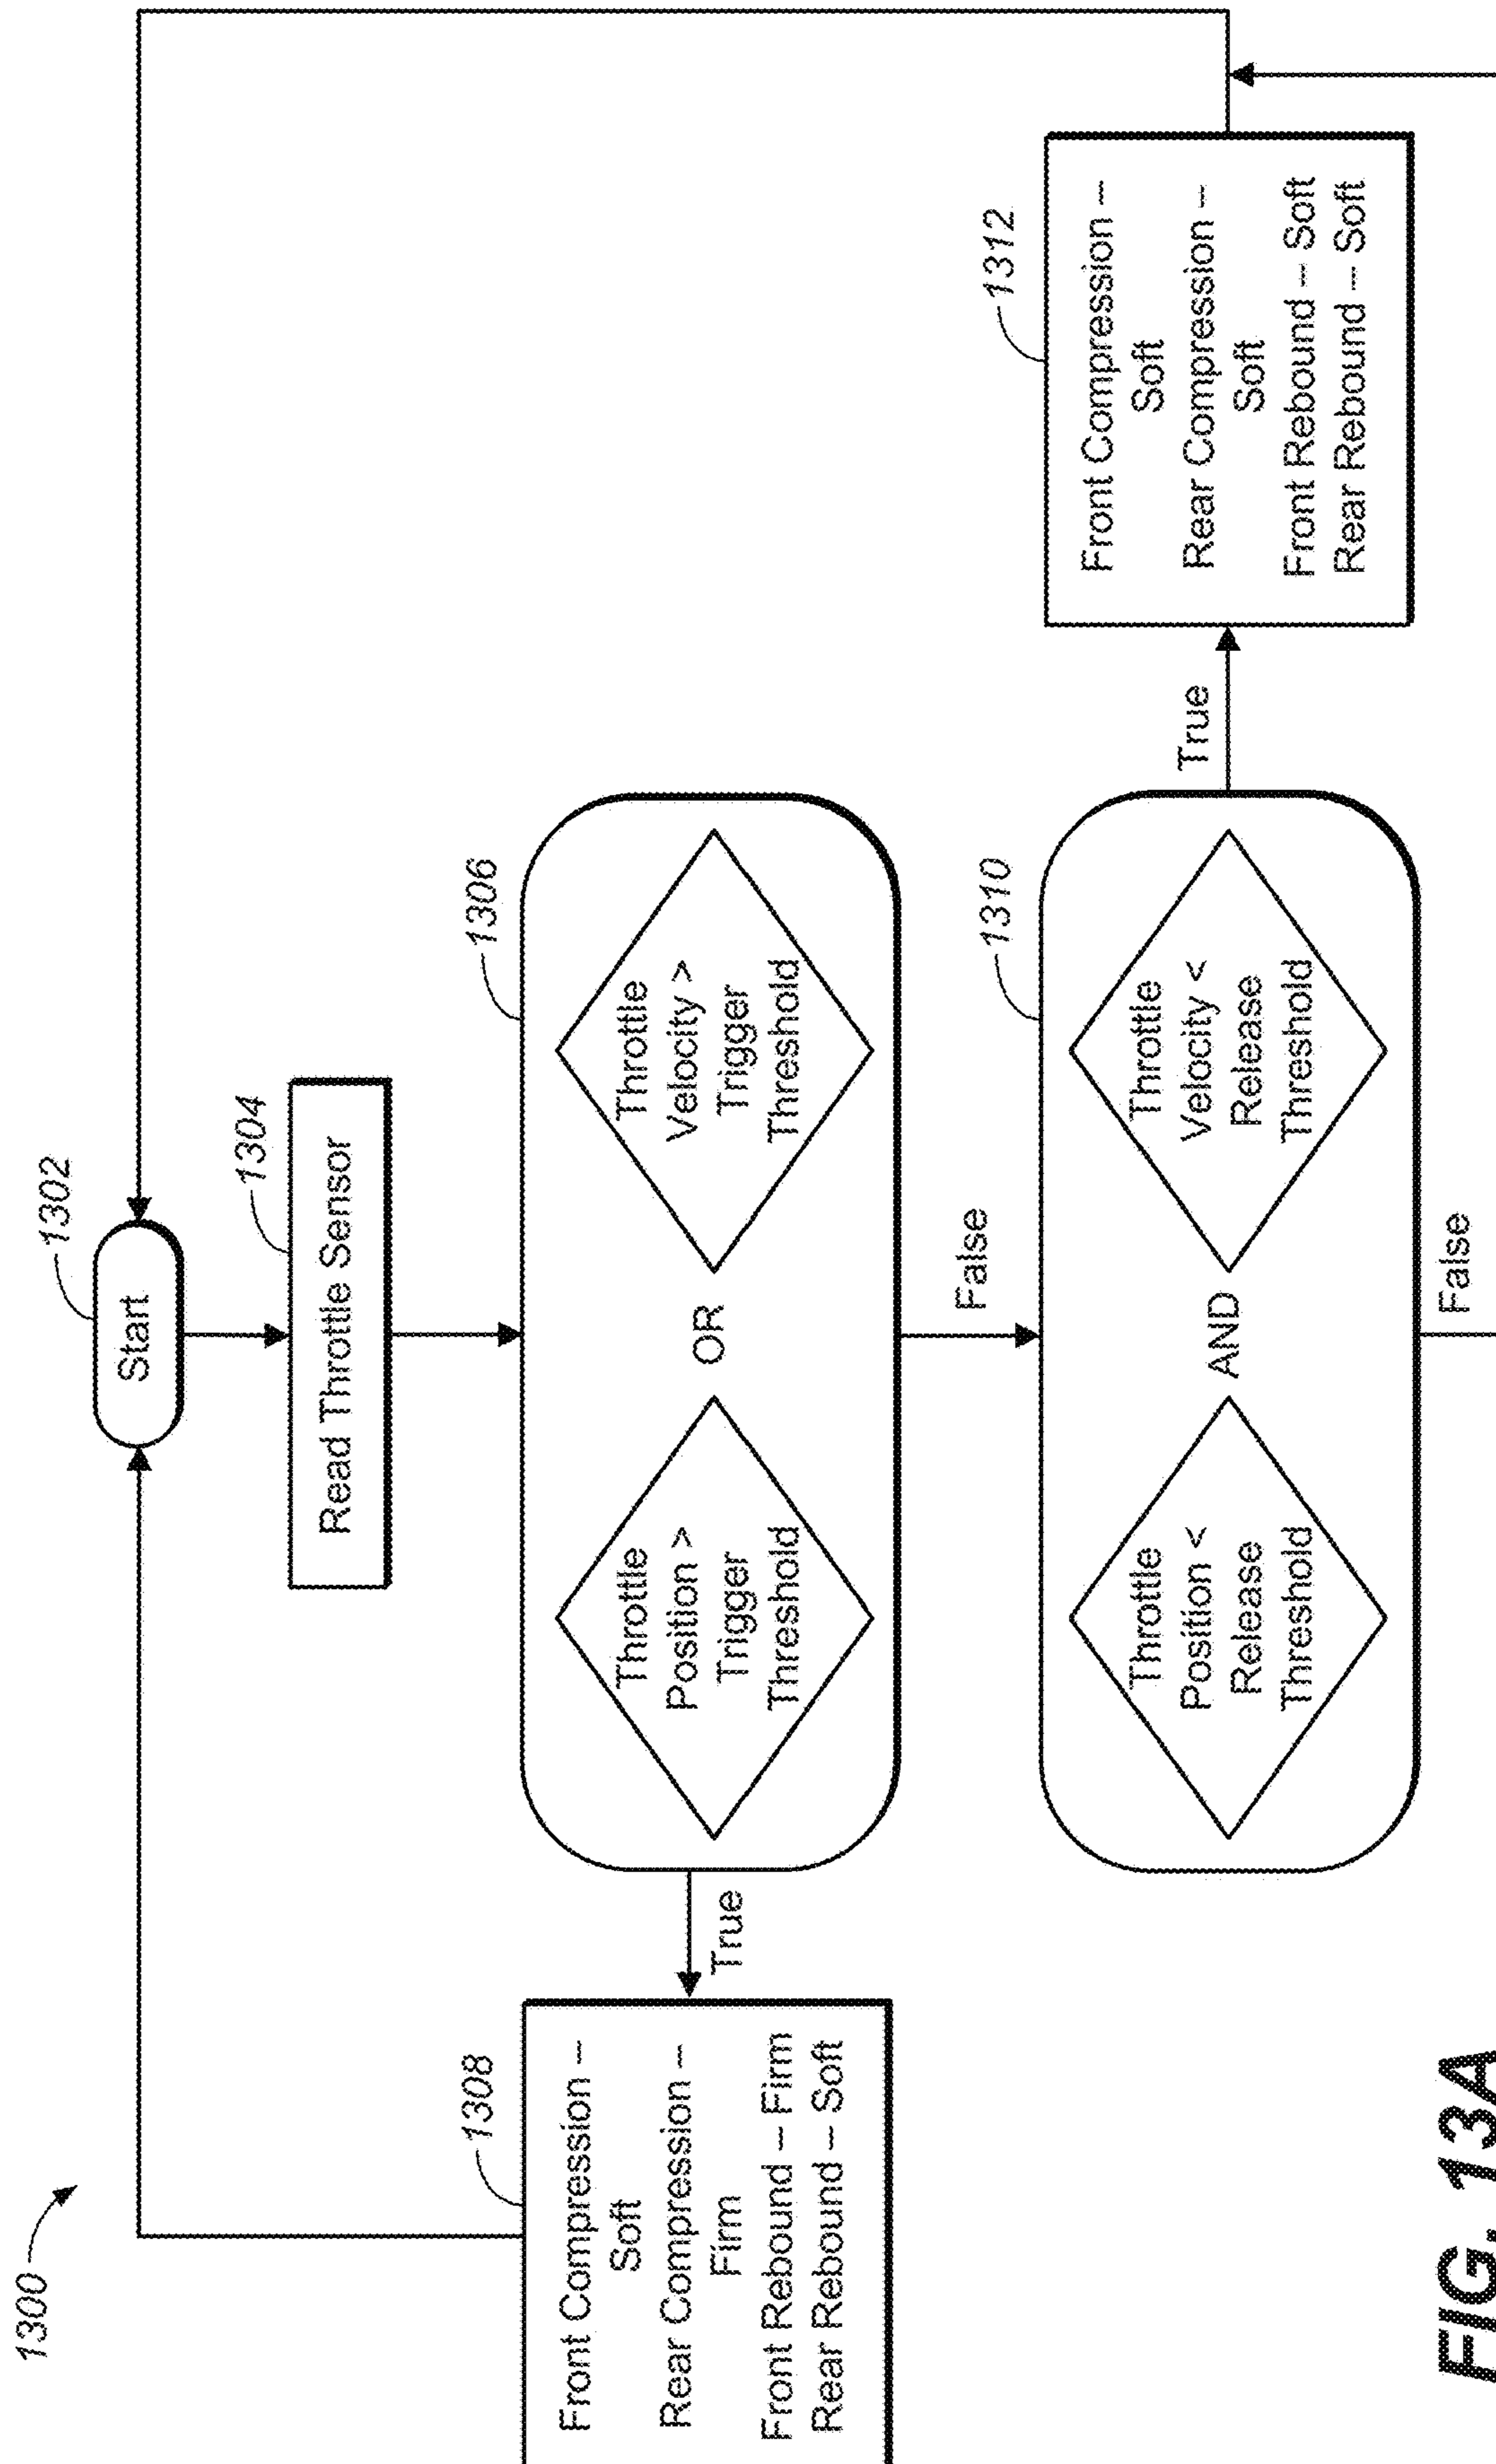 1300
1302
Start
1304
Read Throttle Sensor
1306
Throttle
Position >
Trigger
Threshold
OR
Throttle
Velocity >
Trigger
Threshold
True
1308
Front Compression –
Soft
Rear Compression –
Firm
Front Rebound – Firm
Rear Rebound – Soft
False
1310
Throttle
Position <
Release
Threshold
AND
Throttle
Velocity <
Release
Threshold
True
1312
Front Compression –
Soft
Rear Compression –
Soft
Front Rebound – Soft
Rear Rebound – Soft
False
FIG. 13A